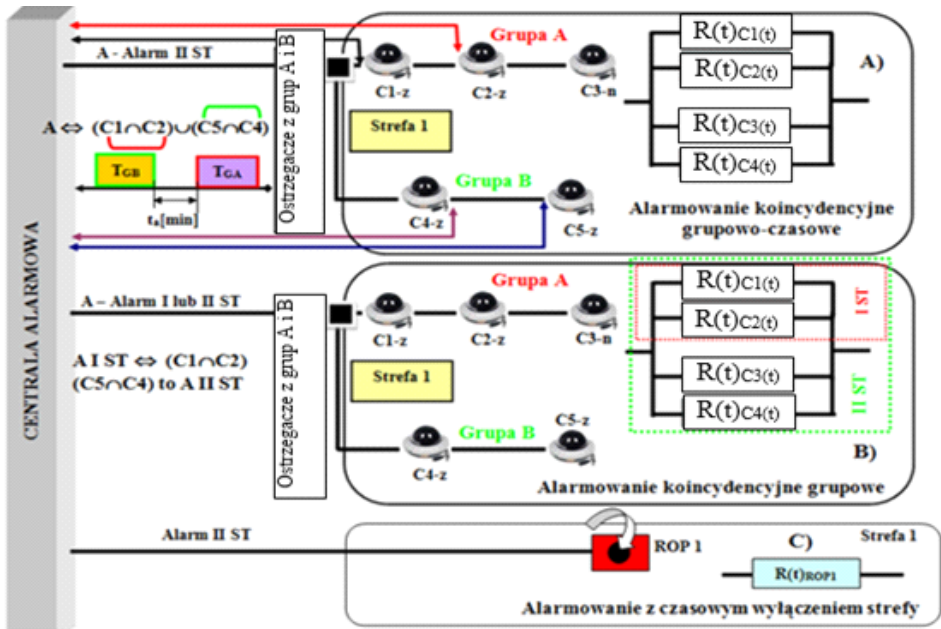 CENTRALA ALARMOWA
A - Alarm II ST
A ⇔ (C1∩C2)∪(C5∩C4)
TGB
TGA
ta[min]
Ostrzegacze z grup A i B
Grupa A
C1-z
C2-z
C3-n
Strefa 1
Grupa B
C4-z
C5-z
R(t)C1(t)
R(t)C2(t)
R(t)C3(t)
R(t)C4(t)
A)
Alarmowanie koincydencyjne
grupowo-czasowe
A – Alarm I lub II ST
A I ST ⇔ (C1∩C2)
(C5∩C4) to A II ST
Ostrzegacze z grup A i B
Grupa A
C1-z
C2-z
C3-n
Strefa 1
Grupa B
C5-z
C4-z
R(t)C1(t)
R(t)C2(t)
R(t)C3(t)
R(t)C4(t)
I ST
II ST
B)
Alarmowanie koincydencyjne grupowe
Alarm II ST
ROP 1
C)
Strefa 1
R(t)ROP1
Alarmowanie z czasowym wyłączeniem strefy